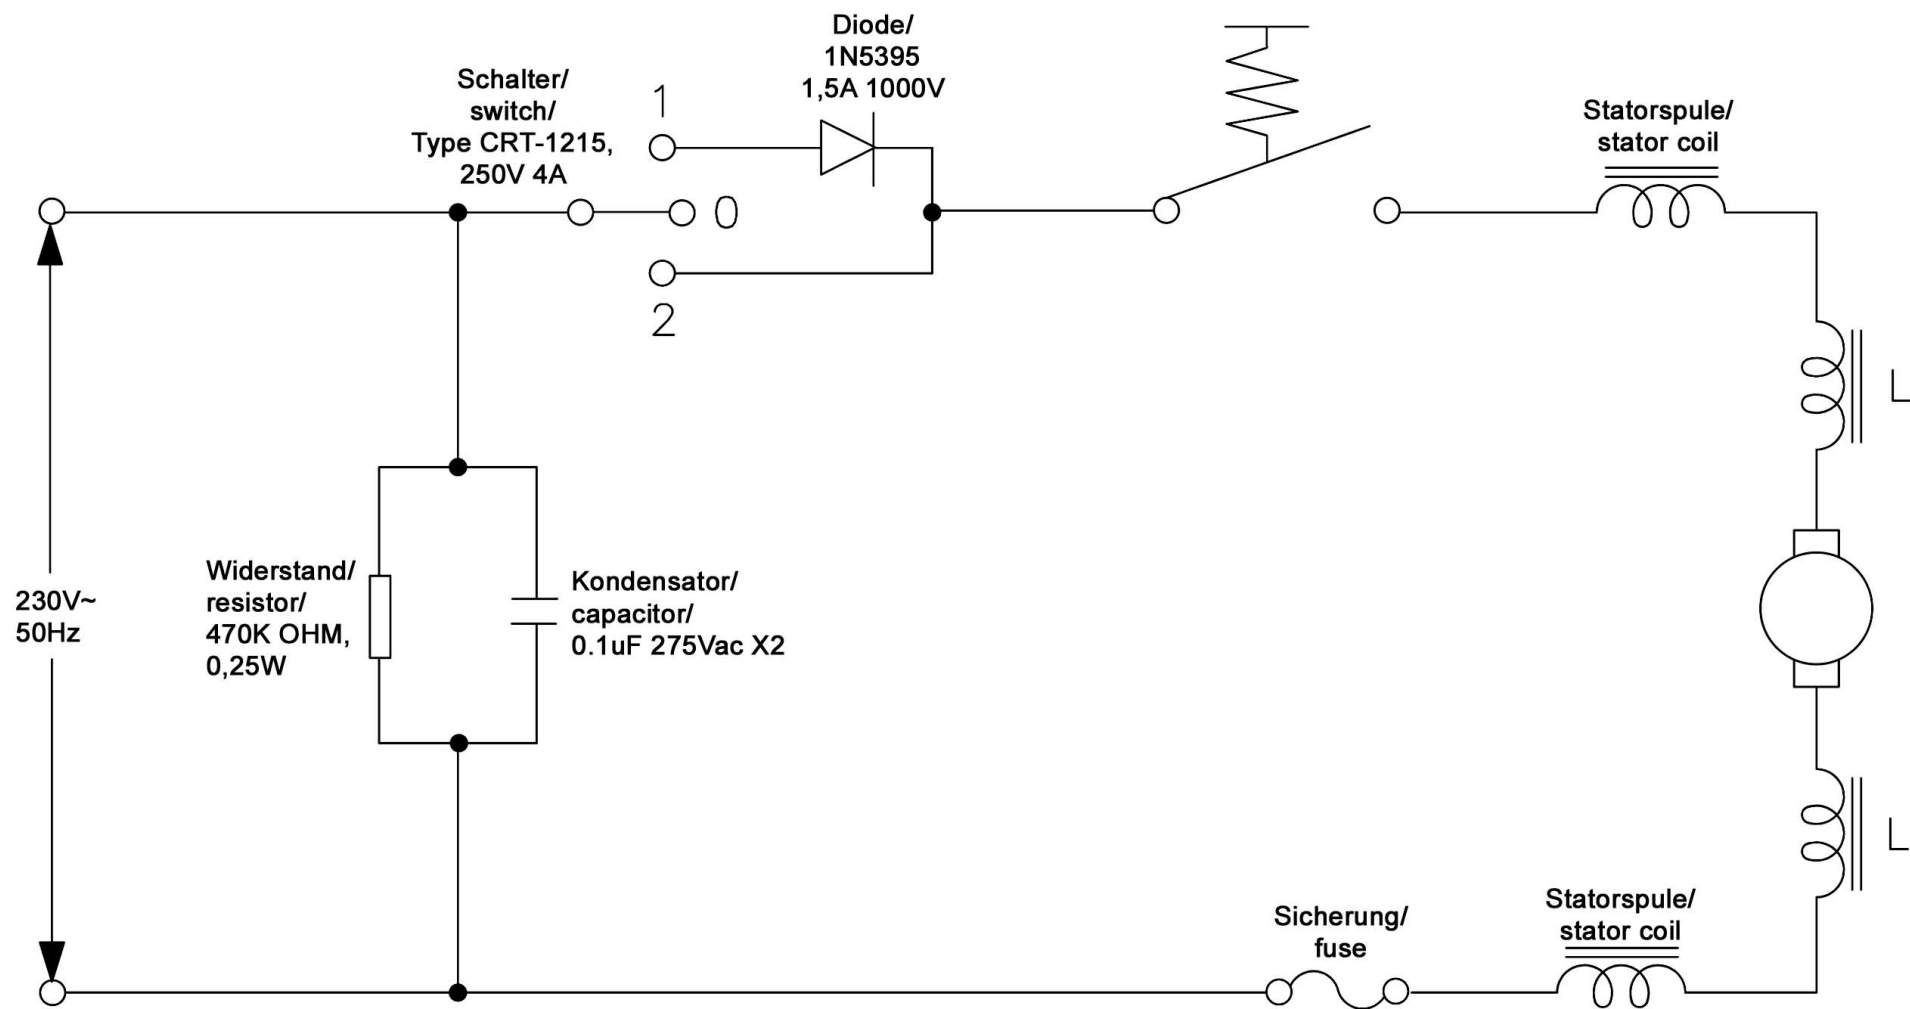 Diode/
1N5395
1,5A 1000V
Schalter/
switch/
Type CRT-1215,
250V 4A
1
0
2
Statorspule/
stator coil
L
230V~
50Hz
Widerstand/
resistor/
470K OHM,
0,25W
Kondensator/
capacitor/
0.1uF 275Vac X2
L
Sicherung/
fuse
Statorspule/
stator coil